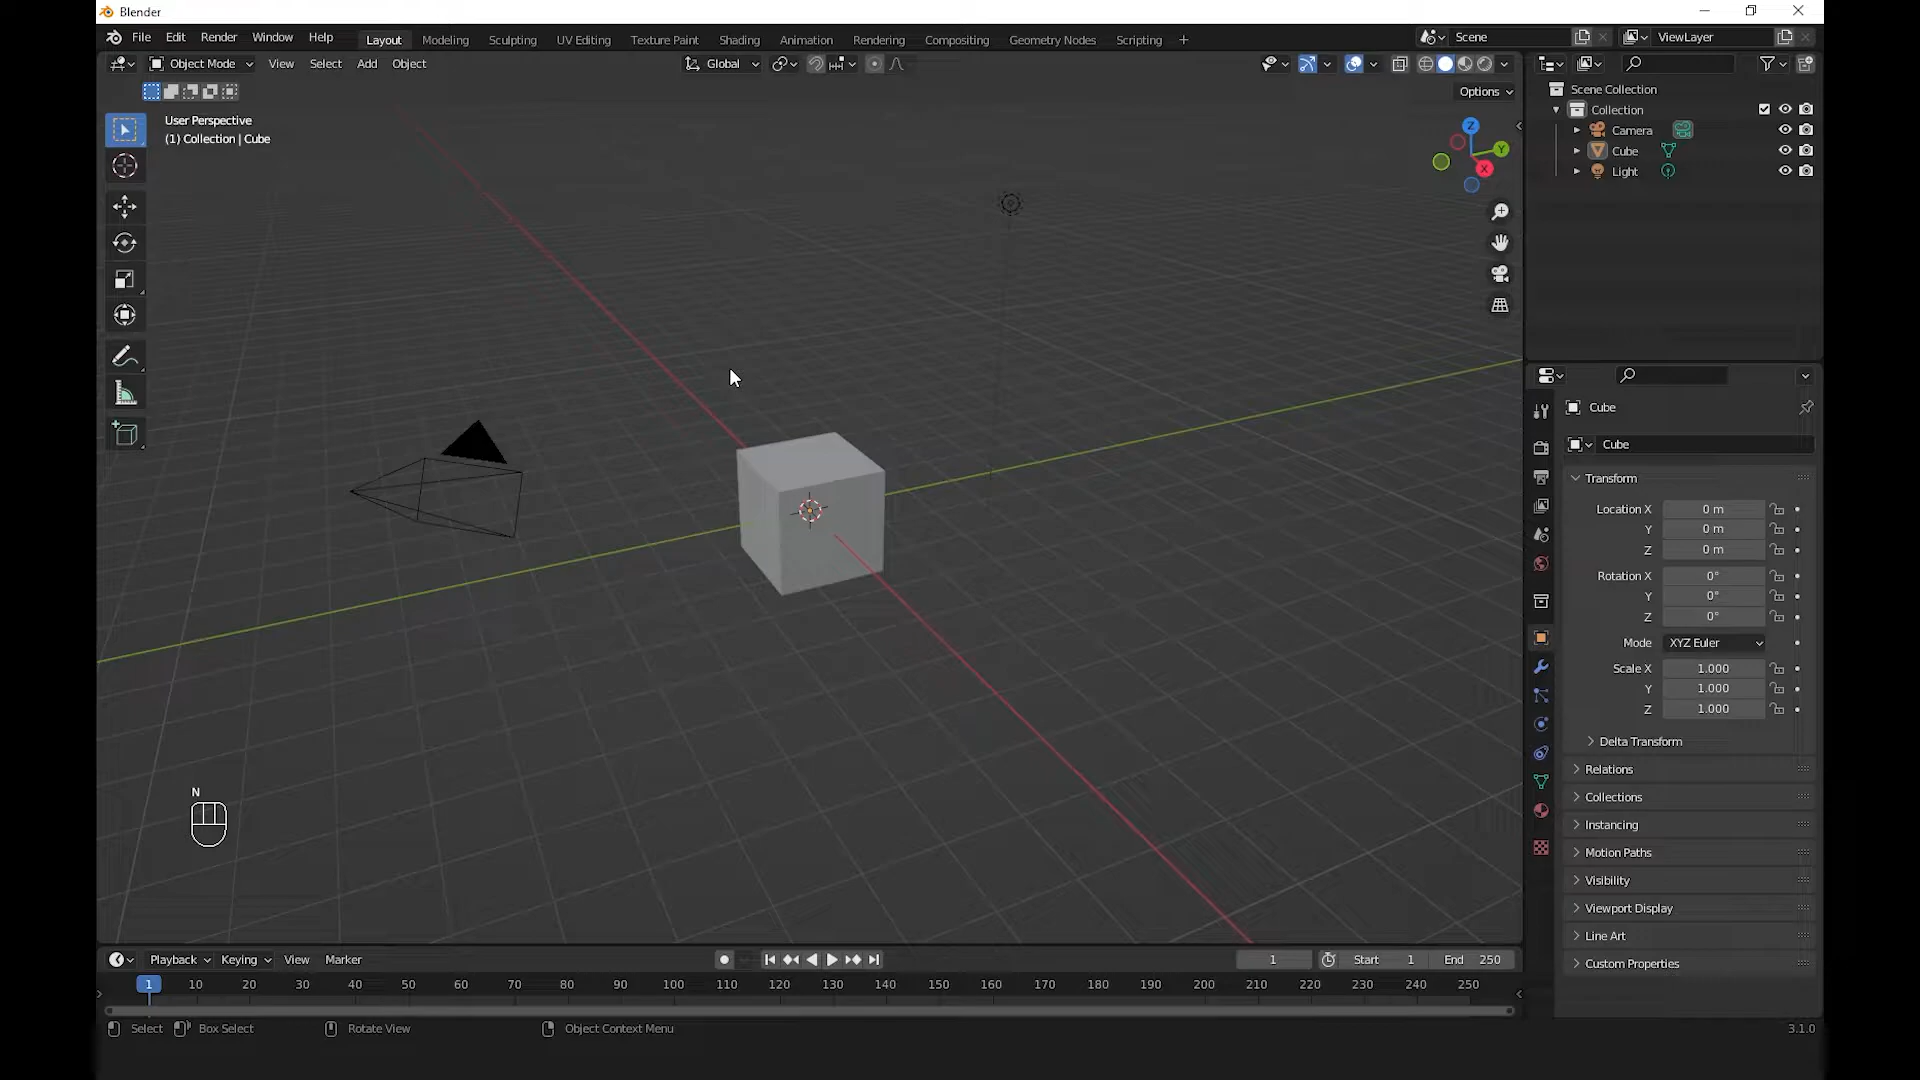 Blender
File Edit Render Window Help Layout Modeling Sculpting UV Editing Texture Paint Shading Animation Rendering Compositing Geometry Nodes Scripting + Scene ViewLayer
Object Mode View Select Add Object Global
Options
User Perspective
(1) Collection | Cube
Z
Y
X
Scene Collection
Collection
Camera
Cube
Light
Cube
Cube
Transform
Location X 0 m
Y 0 m
Z 0 m
Rotation X 0°
Y 0°
Z 0°
Mode XYZ Euler
Scale X 1.000
Y 1.000
Z 1.000
Delta Transform
Relations
Collections
Instancing
Motion Paths
Visibility
Viewport Display
Line Art
Custom Properties
N
Playback Keying View Marker 1 Start 1 End 250
1 10 20 30 40 50 60 70 80 90 100 110 120 130 140 150 160 170 180 190 200 210 220 230 240 250
Select Box Select Rotate View Object Context Menu 3.1.0